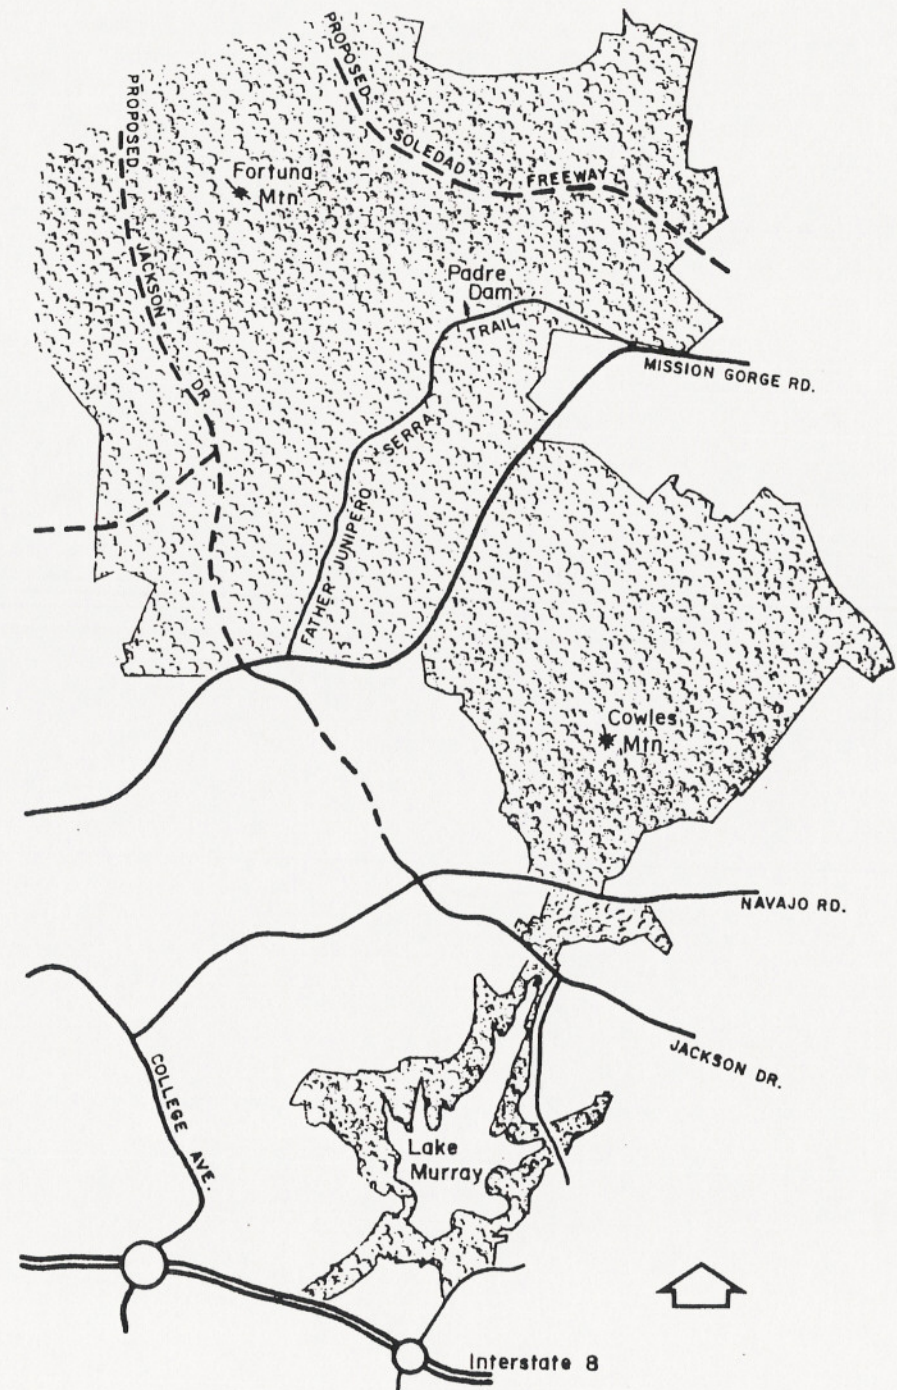 PROPOSED SOLEDAD FREEWAY
PROPOSED JACKSON DR.
Fortuna
Mtn
Padre
Dam
FATHER JUNIPERO SERRA TRAIL
MISSION GORGE RD.
Cowles
Mtn
NAVAJO RD.
JACKSON DR.
COLLEGE AVE.
Lake
Murray
Interstate 8